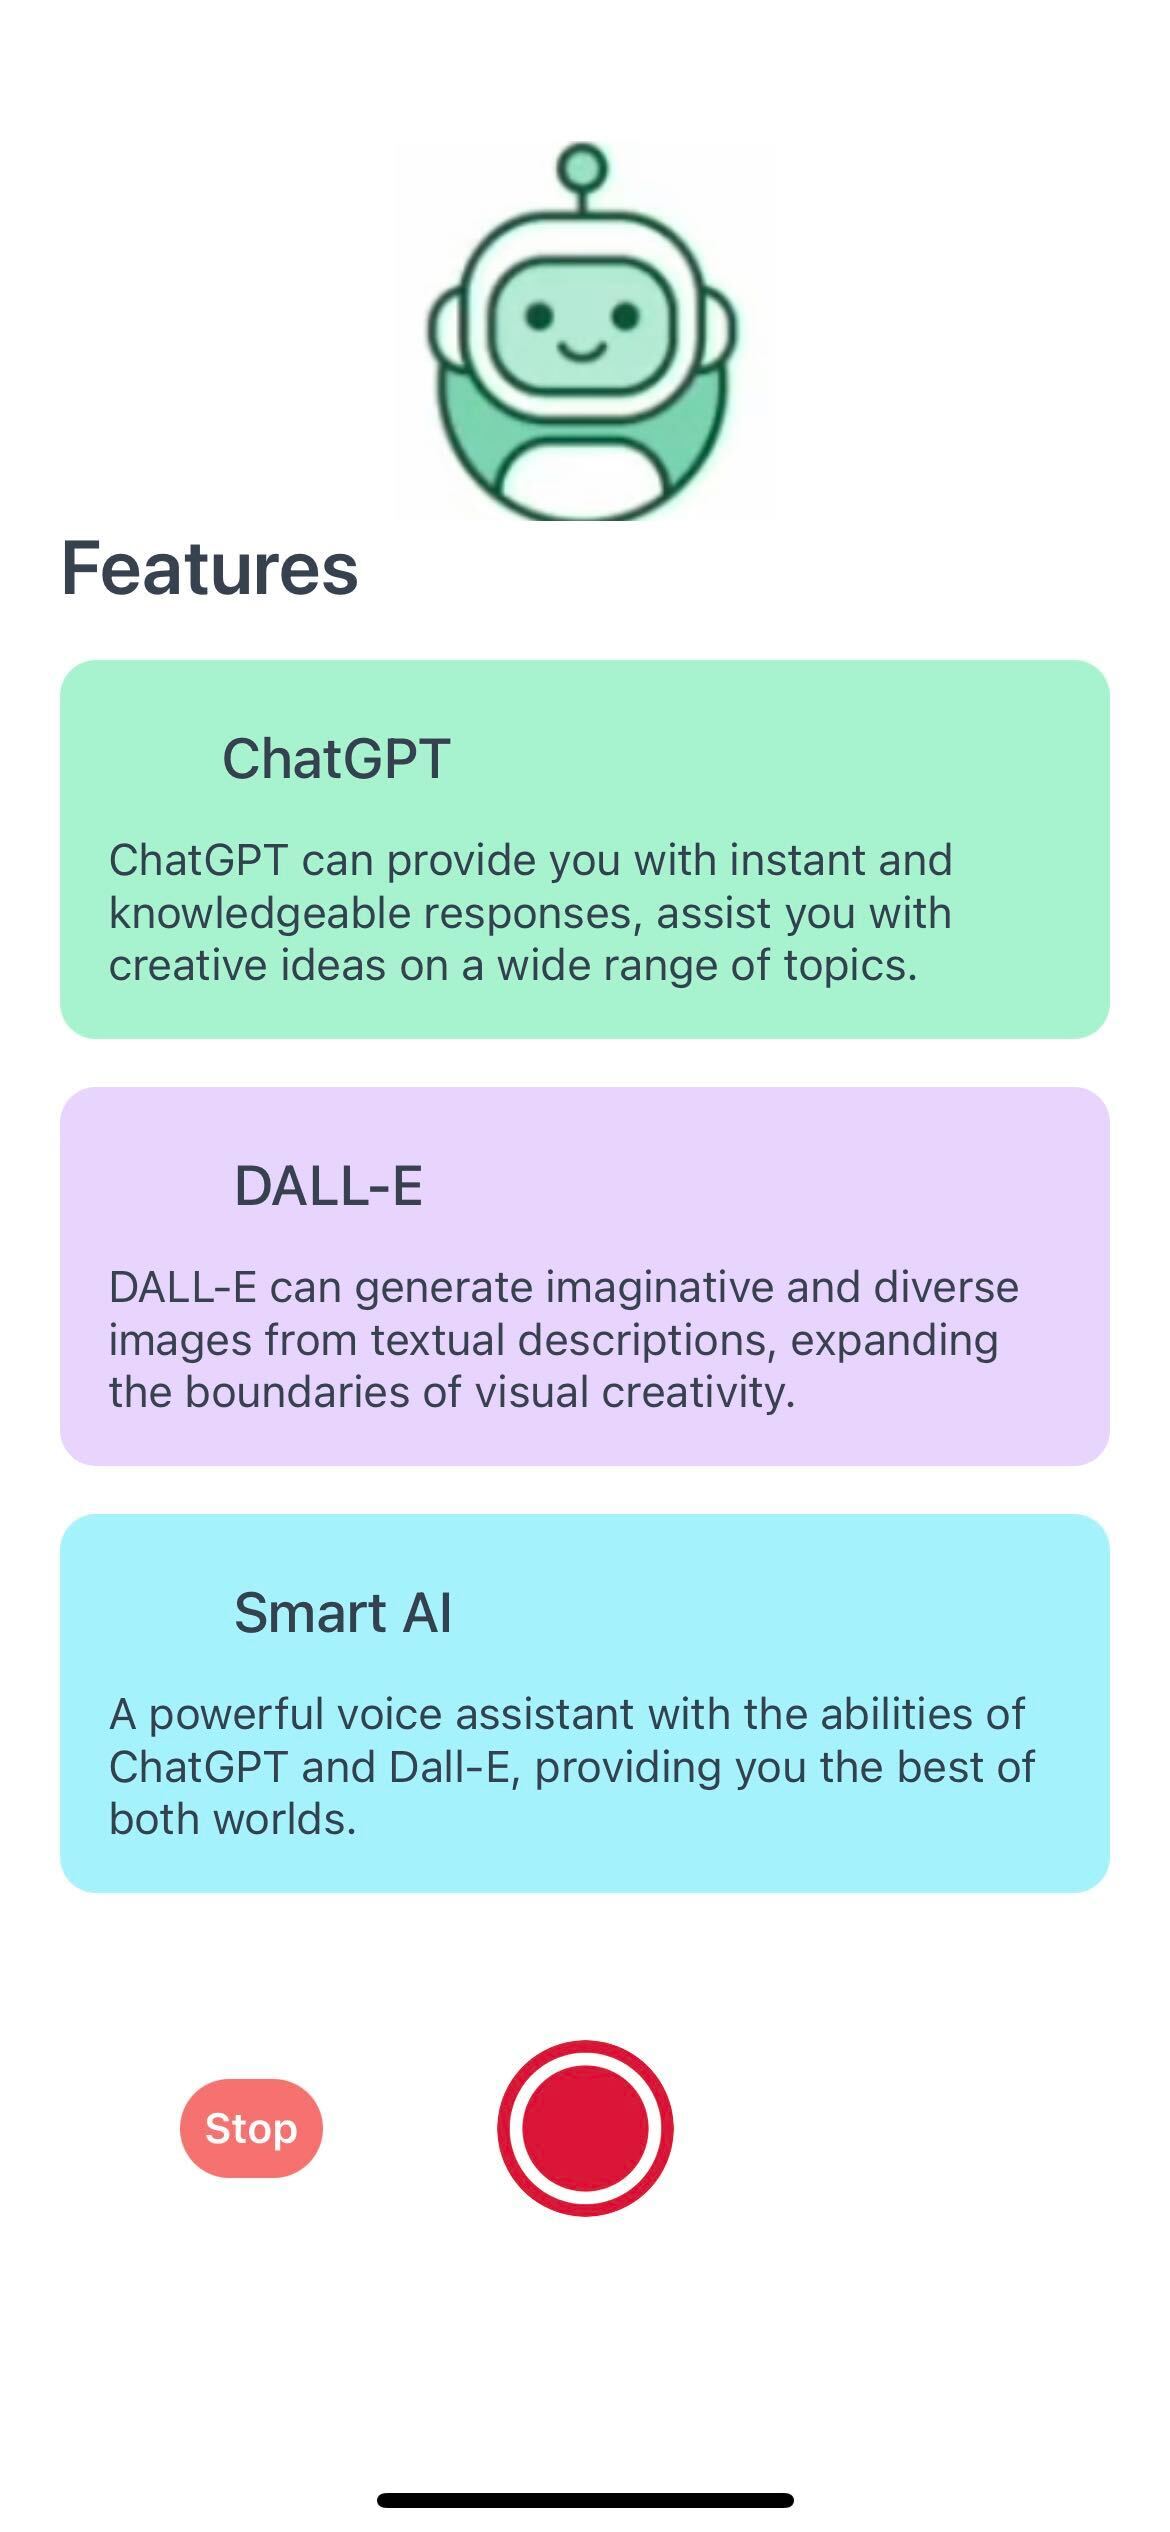 Features
ChatGPT
ChatGPT can provide you with instant and
knowledgeable responses, assist you with
creative ideas on a wide range of topics.
DALL-E
DALL-E can generate imaginative and diverse
images from textual descriptions, expanding
the boundaries of visual creativity.
Smart AI
A powerful voice assistant with the abilities of
ChatGPT and Dall-E, providing you the best of
both worlds.
Stop